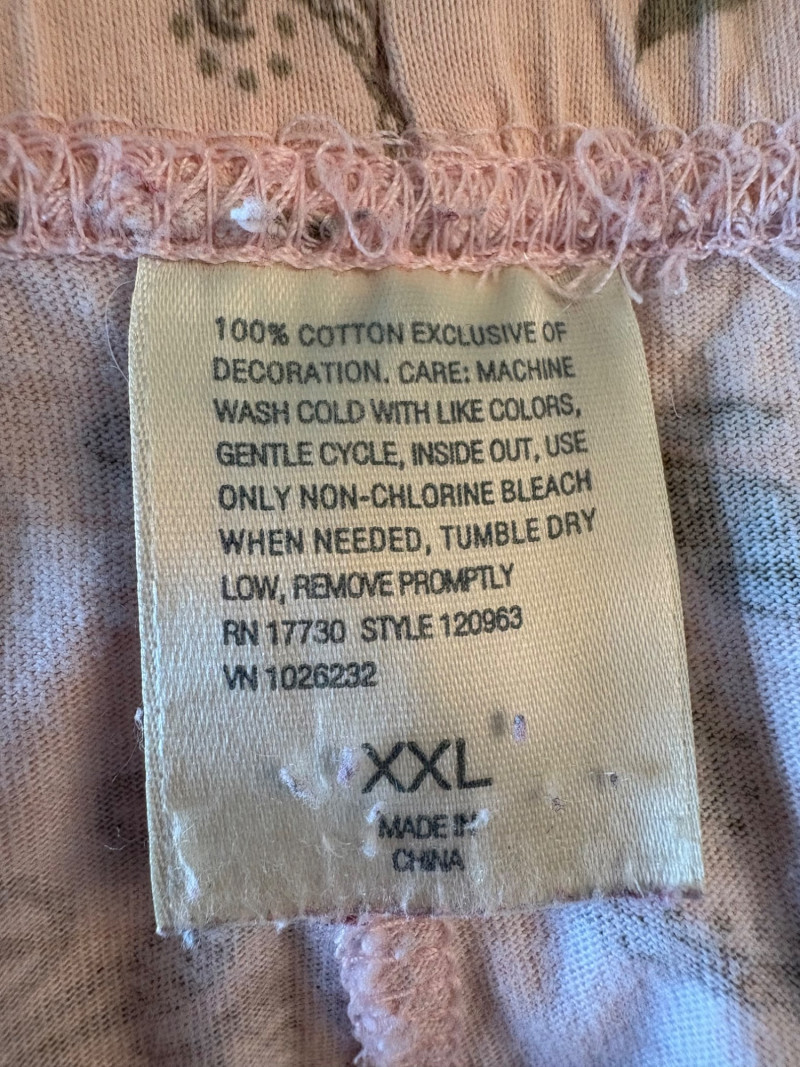 100% COTTON EXCLUSIVE OF
DECORATION. CARE: MACHINE
WASH COLD WITH LIKE COLORS,
GENTLE CYCLE, INSIDE OUT, USE
ONLY NON-CHLORINE BLEACH
WHEN NEEDED, TUMBLE DRY
LOW, REMOVE PROMPTLY
RN 17730 STYLE 120963
VN 1026232
XXL
MADE IN
CHINA